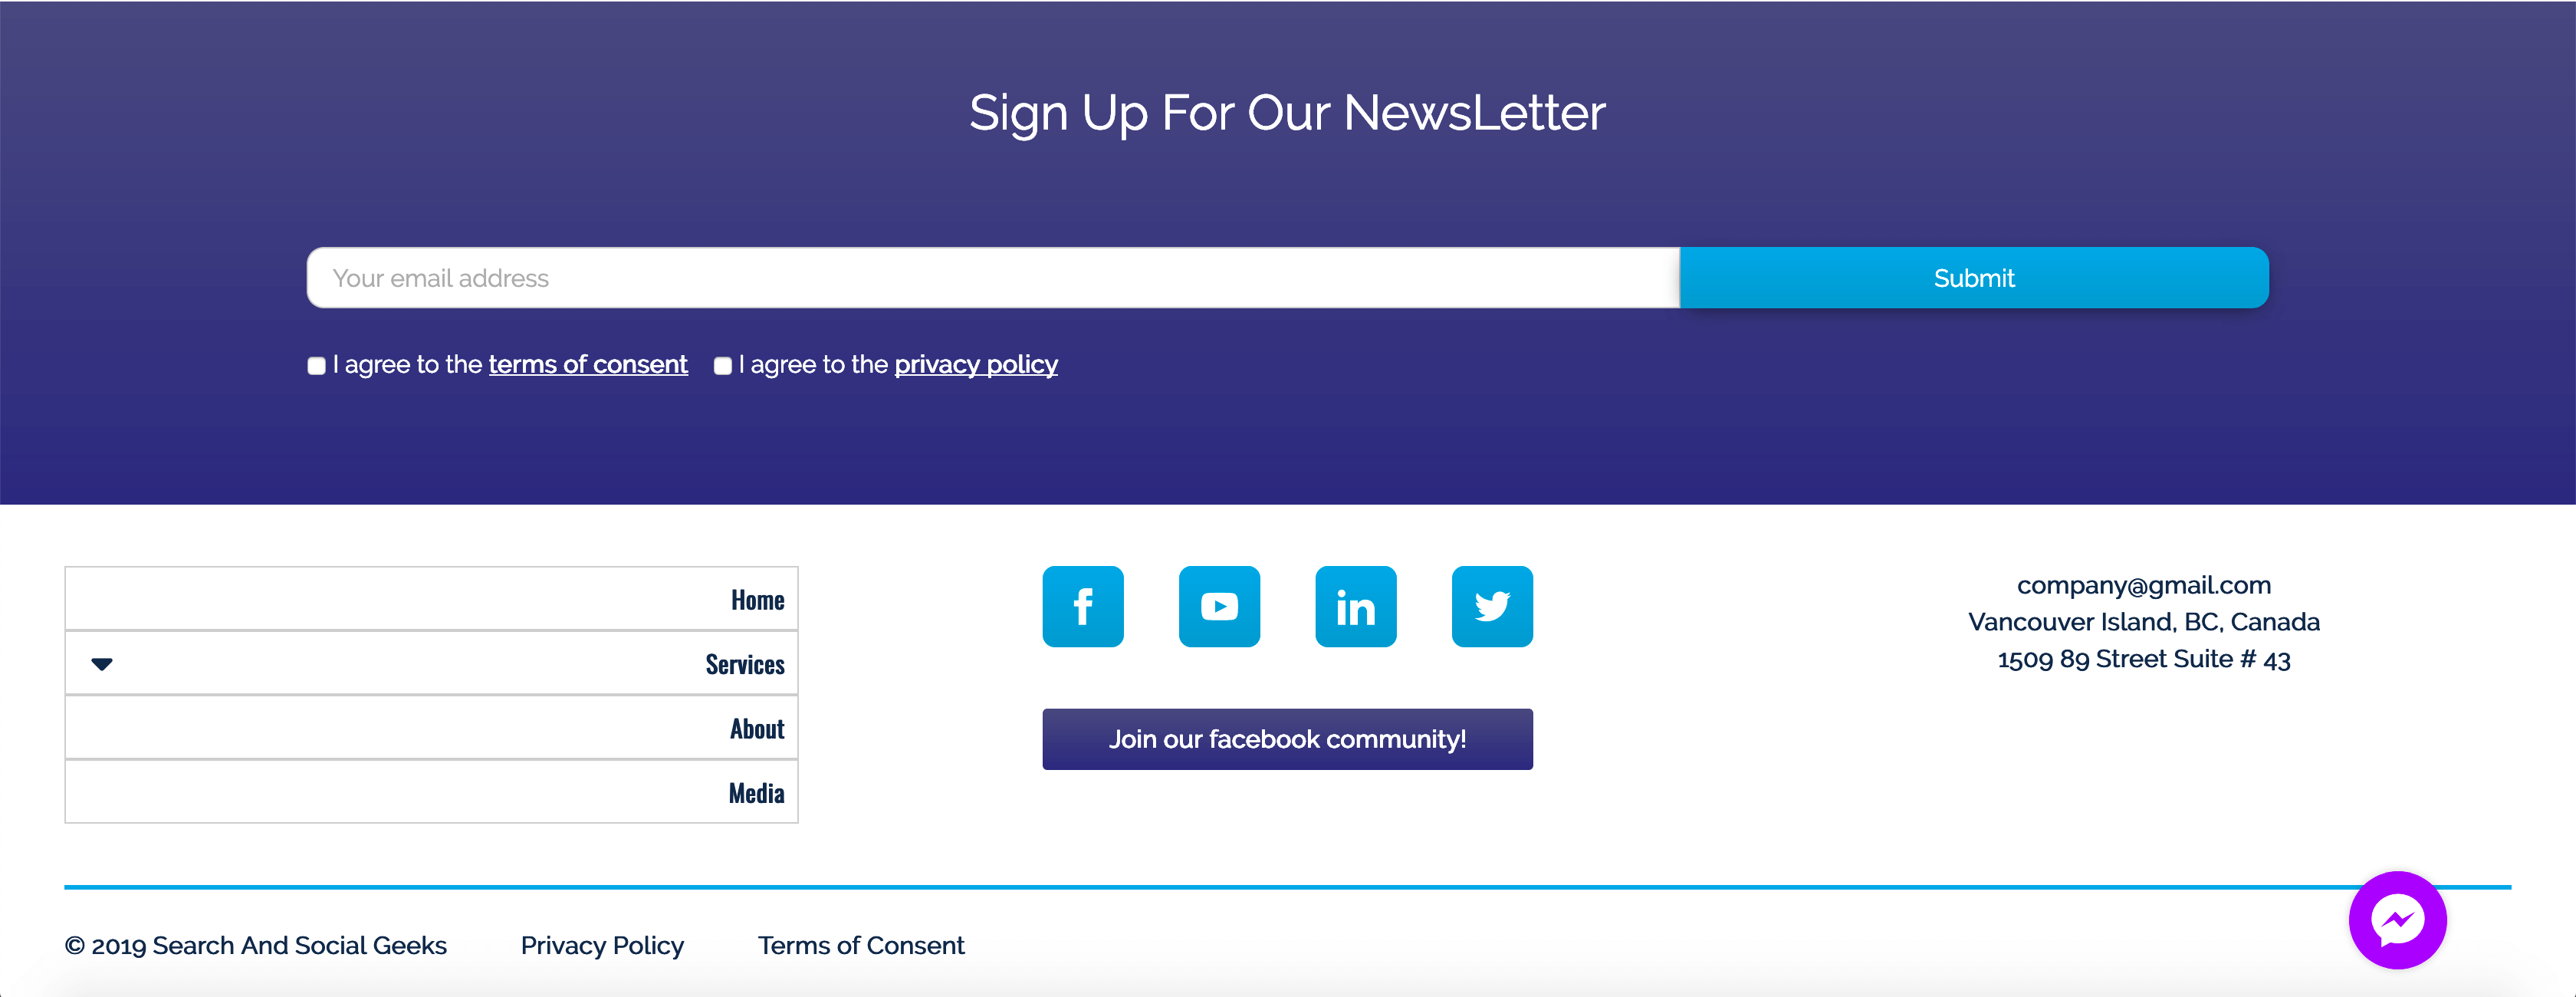 Sign Up For Our NewsLetter
Your email address
Submit
I agree to the terms of consent
I agree to the privacy policy
Home
Services
About
Media
Join our facebook community!
company@gmail.com
Vancouver Island, BC, Canada
1509 89 Street Suite # 43
© 2019 Search And Social Geeks
Privacy Policy
Terms of Consent